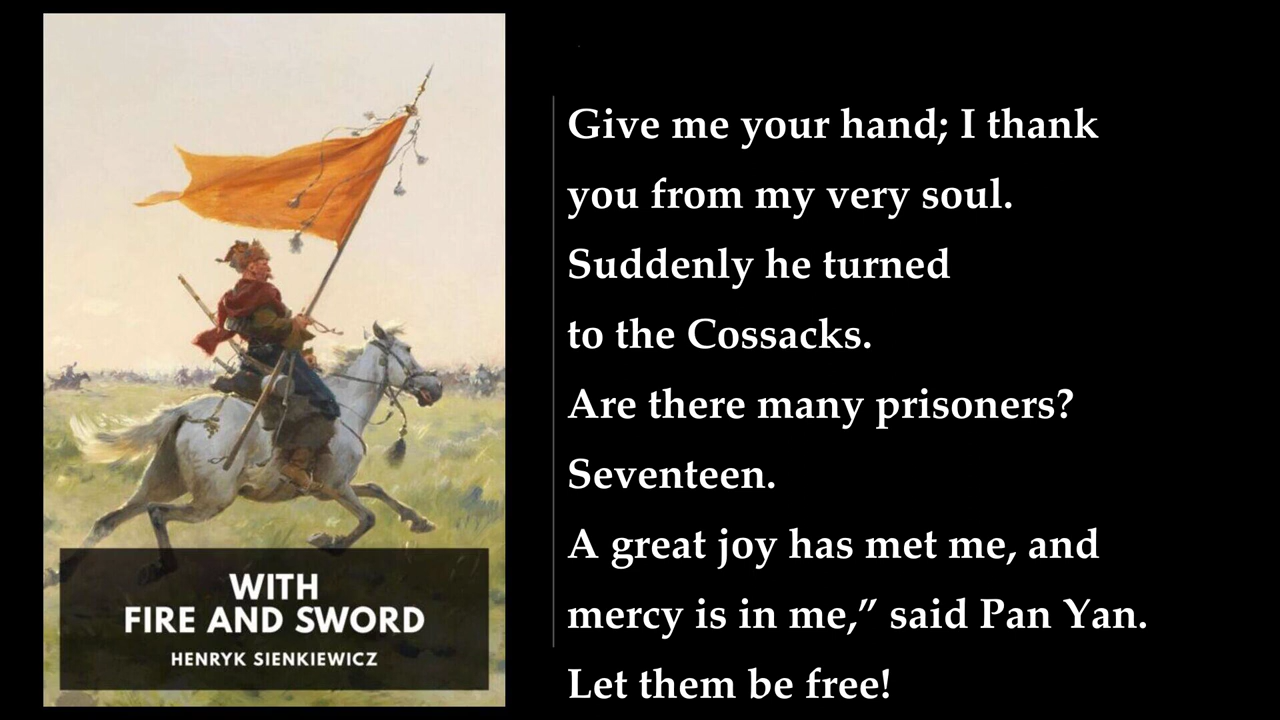 WITH
FIRE AND SWORD
HENRYK SIENKIEWICZ
Give me your hand; I thank
you from my very soul.
Suddenly he turned
to the Cossacks.
Are there many prisoners?
Seventeen.
A great joy has met me, and
mercy is in me,” said Pan Yan.
Let them be free!